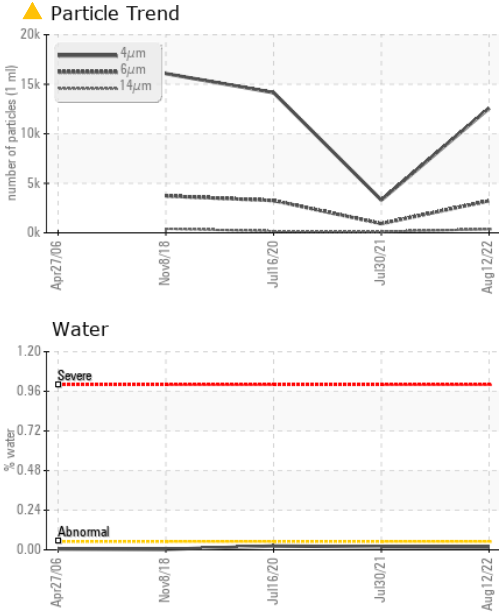 Particle Trend
20k
15k
10k
5k
0k
number of particles (1 ml)
4μm
6μm
14μm
Apr27/06
Nov8/18
Jul16/20
Jul30/21
Aug12/22
Water
1.20
0.96
0.72
0.48
0.24
0.00
% water
Severe
Abnormal
Apr27/06
Nov8/18
Jul16/20
Jul30/21
Aug12/22